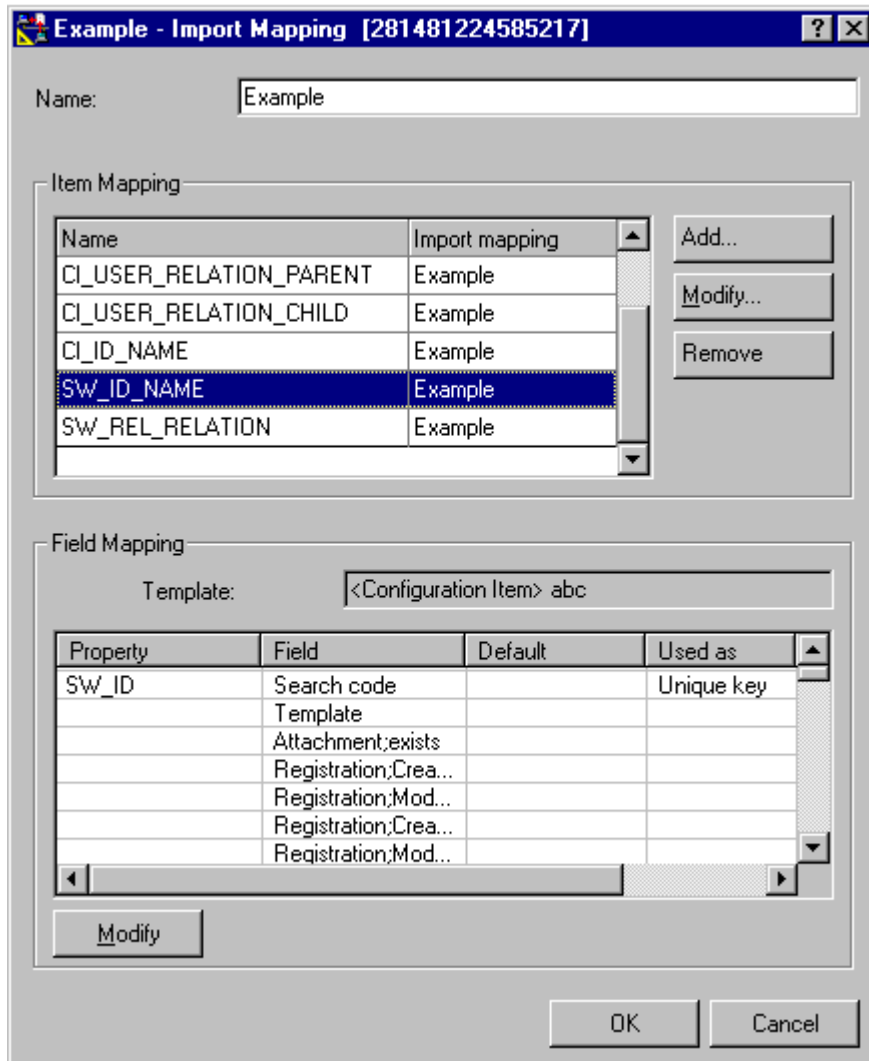 Example - Import Mapping [281481224585217]
Name: Example
Item Mapping
Name Import mapping
CI_USER_RELATION_PARENT Example
CI_USER_RELATION_CHILD Example
CI_ID_NAME Example
SW_ID_NAME Example
SW_REL_RELATION Example
Add...
Modify...
Remove
Field Mapping
Template: <Configuration Item> abc
Property Field Default Used as
SW_ID Search code Unique key
Template
Attachment;exists
Registration;Crea...
Registration;Mod...
Registration;Crea...
Registration;Mod...
Modify
OK Cancel